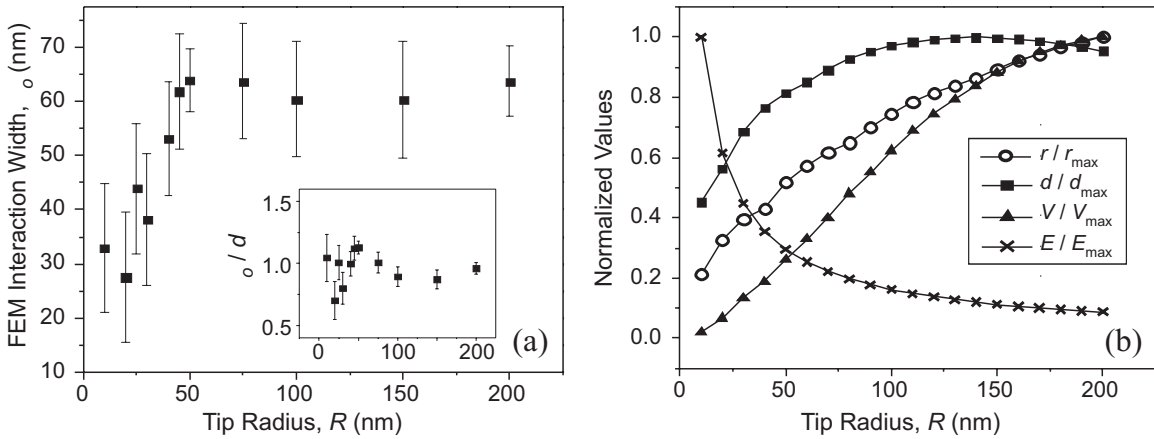 FEM Interaction Width, o (nm)
70
60
50
40
30
20
10
0
50
100
150
200
Tip Radius, R (nm)
(a)
o / d
1.5
1.0
0.5
0
100
200
Normalized Values
1.0
0.8
0.6
0.4
0.2
0.0
0
50
100
150
200
Tip Radius, R (nm)
(b)
r / rmax
d / dmax
V / Vmax
E / Emax